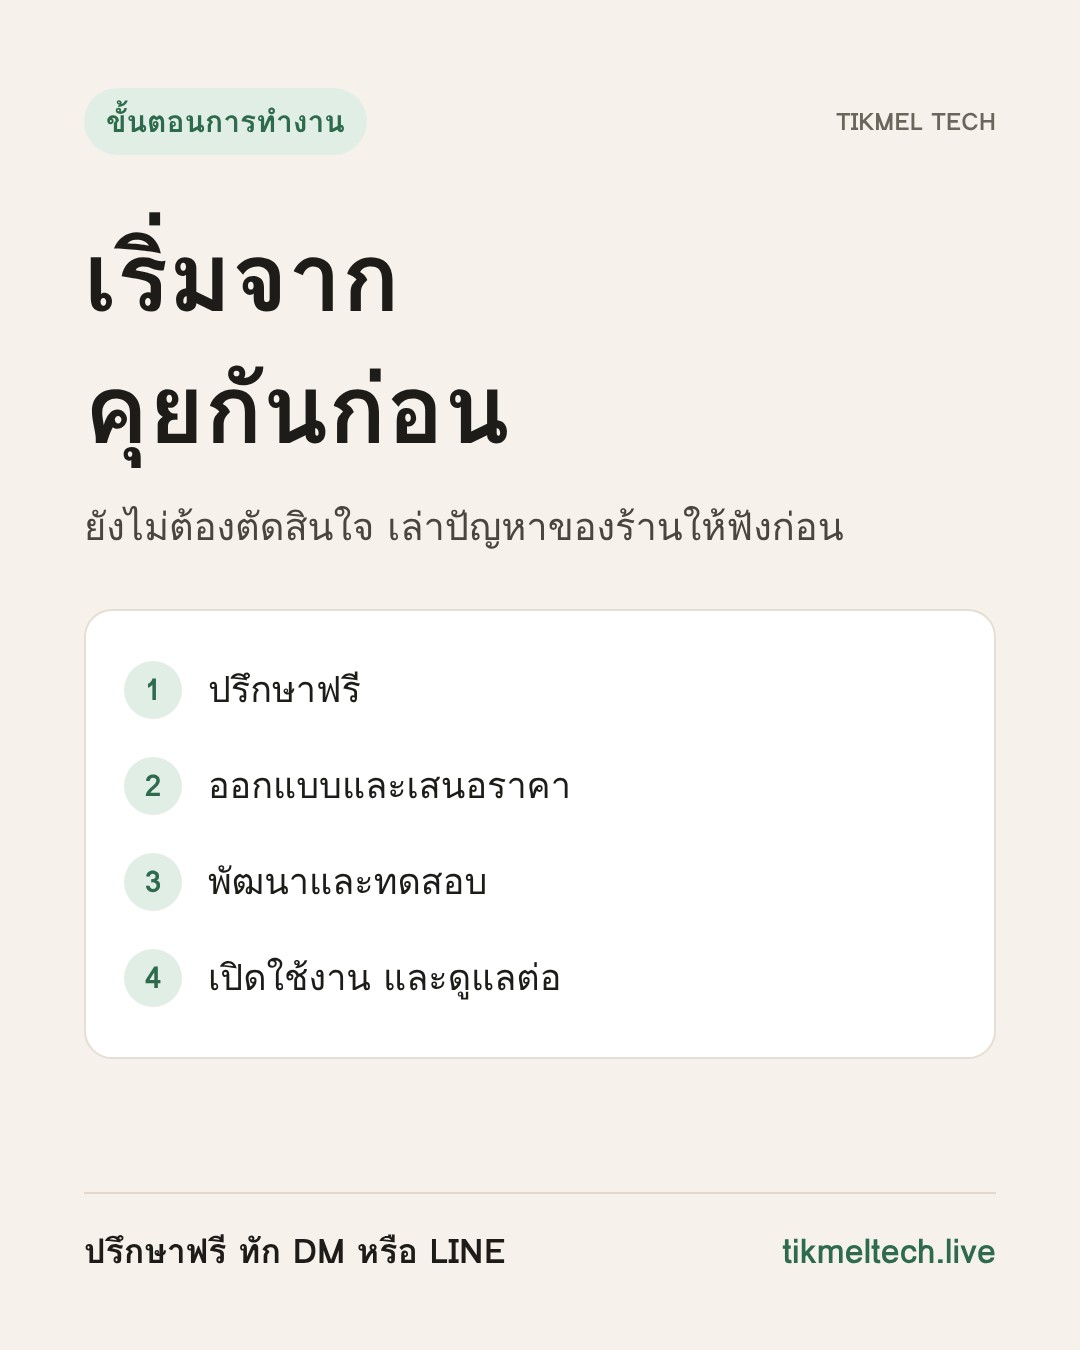 ขั้นตอนการทำงาน
TIKMEL TECH
เริ่มจาก
คุยกันก่อน
ยังไม่ต้องตัดสินใจ เล่าปัญหาของร้านให้ฟังก่อน
1 ปรึกษาฟรี
2 ออกแบบและเสนอราคา
3 พัฒนาและทดสอบ
4 เปิดใช้งาน และดูแลต่อ
ปรึกษาฟรี ทัก DM หรือ LINE
tikmeltech.live